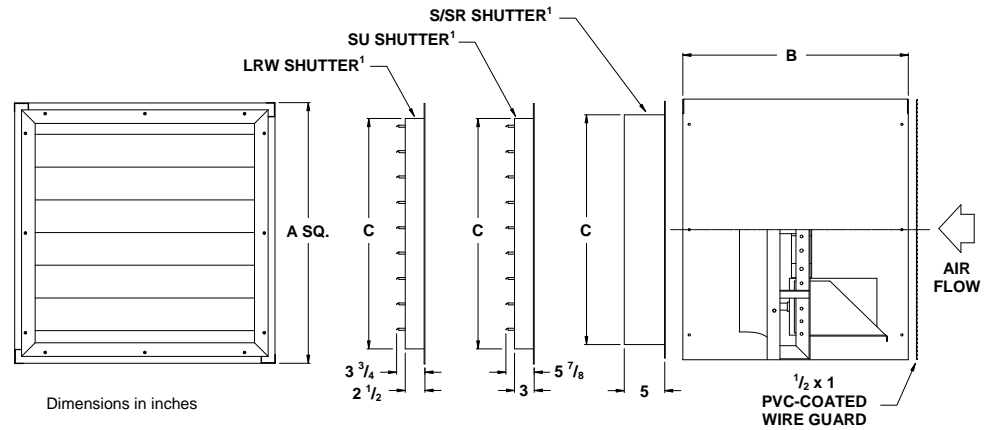 S/SR SHUTTER¹
SU SHUTTER¹
LRW SHUTTER¹
B
A SQ.
C
C
C
AIR
FLOW
3 3/4
2 1/2
5 7/8
3
5
1/2 x 1
PVC-COATED
WIRE GUARD
Dimensions in inches